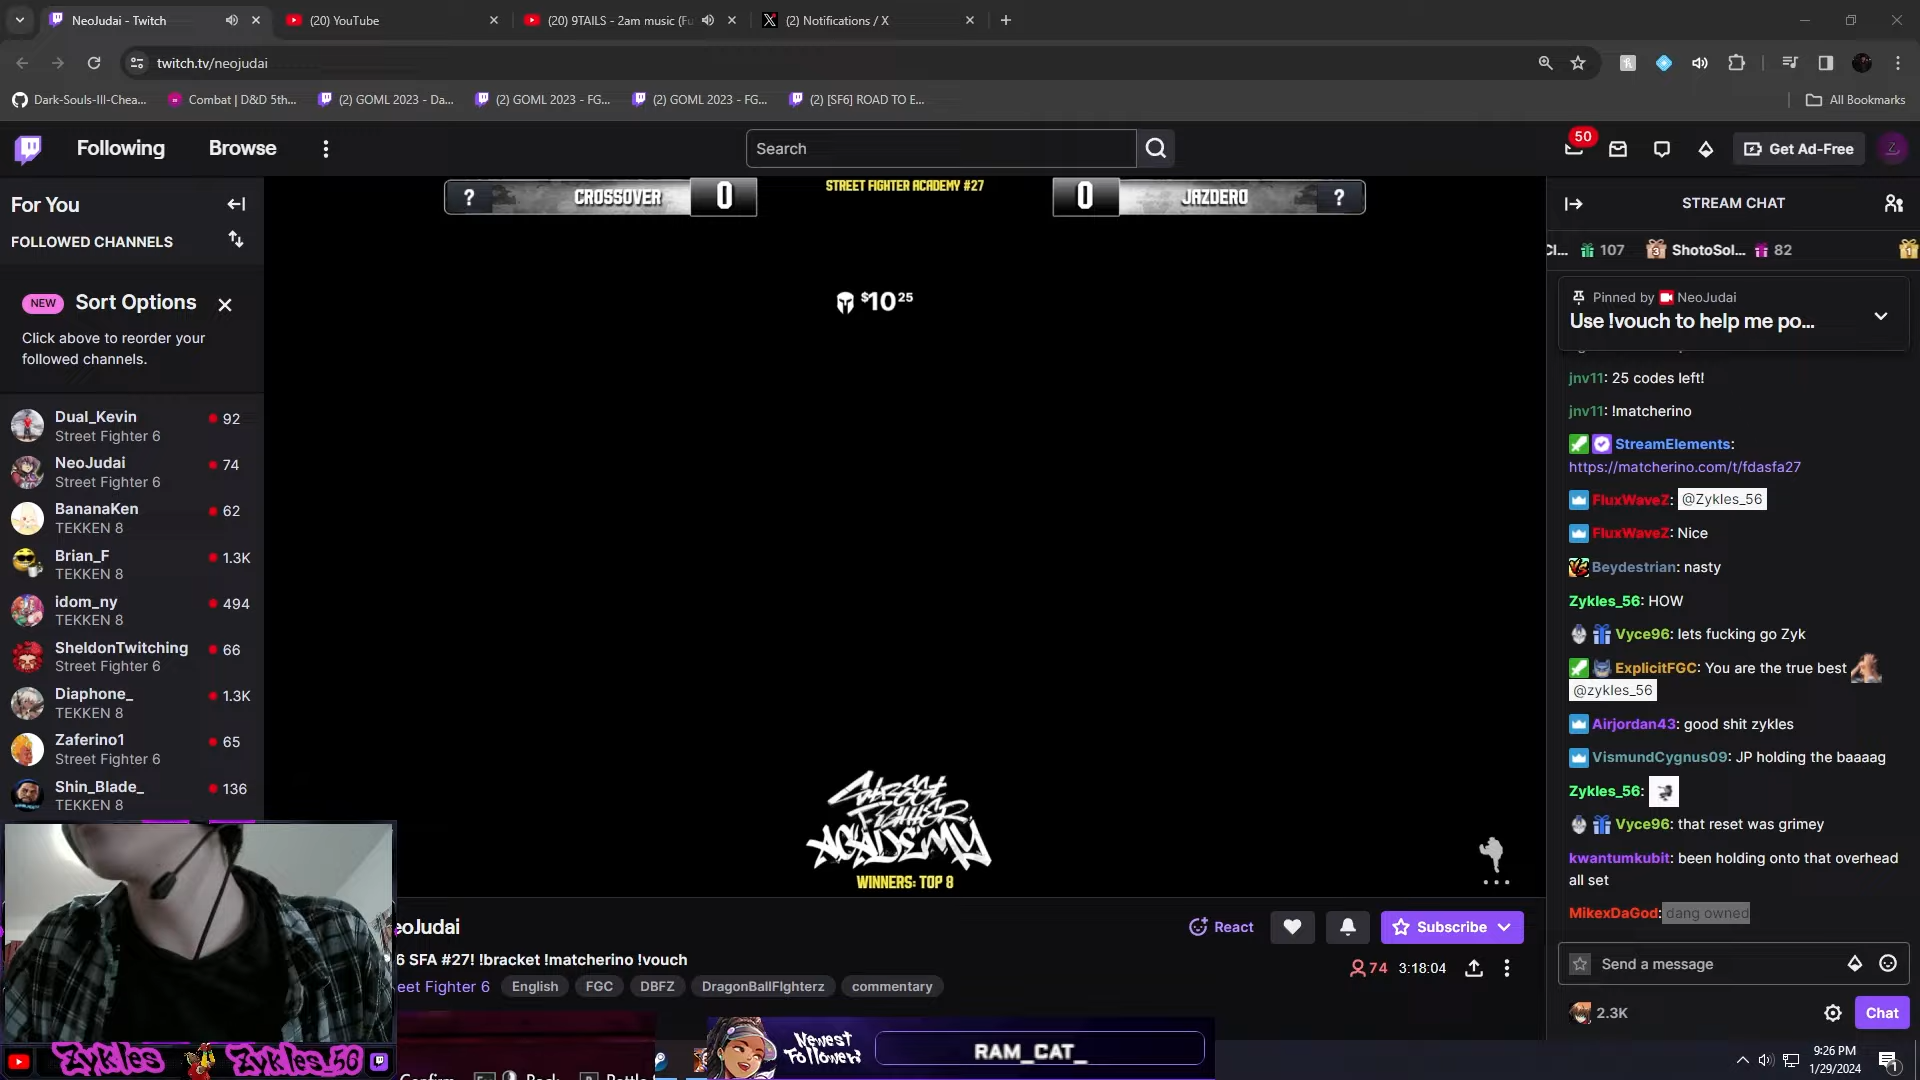 NeoJudai - Twitch
(20) YouTube
(20) 9TAILS - 2am music (Fu
(2) Notifications / X
twitch.tv/neojudai
Dark-Souls-III-Chea...
Combat | D&D 5th...
(2) GOML 2023 - Da...
(2) GOML 2023 - FG...
(2) GOML 2023 - FG...
(2) [SF6] ROAD TO E...
All Bookmarks
Following
Browse
Search
50
Get Ad-Free
For You
FOLLOWED CHANNELS
NEW Sort Options
Click above to reorder your
followed channels.
Dual_Kevin 92
Street Fighter 6
NeoJudai 74
Street Fighter 6
BananaKen 62
TEKKEN 8
Brian_F 1.3K
TEKKEN 8
idom_ny 494
TEKKEN 8
SheldonTwitching 66
Street Fighter 6
Diaphone_ 1.3K
TEKKEN 8
Zaferino1 65
Street Fighter 6
Shin_Blade_ 136
TEKKEN 8
? CROSSOVER 0
STREET FIGHTER ACADEMY #27
0 JAZDERO ?
$10 25
STREET
FIGHTER
ACADEMY
WINNERS: TOP 8
eoJudai
6 SFA #27! !bracket !matcherino !vouch
eet Fighter 6
English
FGC
DBFZ
DragonBallFIghterz
commentary
React
Subscribe
74
3:18:04
STREAM CHAT
Cl... 107
3 ShotoSol... 82
1
Pinned by NeoJudai
Use !vouch to help me po...
jnv11: 25 codes left!
jnv11: !matcherino
StreamElements:
https://matcherino.com/t/fdasfa27
FluxWaveZ: @Zykles_56
FluxWaveZ: Nice
Beydestrian: nasty
Zykles_56: HOW
Vyce96: lets fucking go Zyk
ExplicitFGC: You are the true best
@zykles_56
Airjordan43: good shit zykles
VismundCygnus09: JP holding the baaaag
Zykles_56:
Vyce96: that reset was grimey
kwantumkubit: been holding onto that overhead
all set
MikexDaGod: dang owned
Send a message
2.3K
Chat
Zykles
Zykles_56
Newest
Follower!
RAM_CAT_
9:26 PM
1/29/2024
1